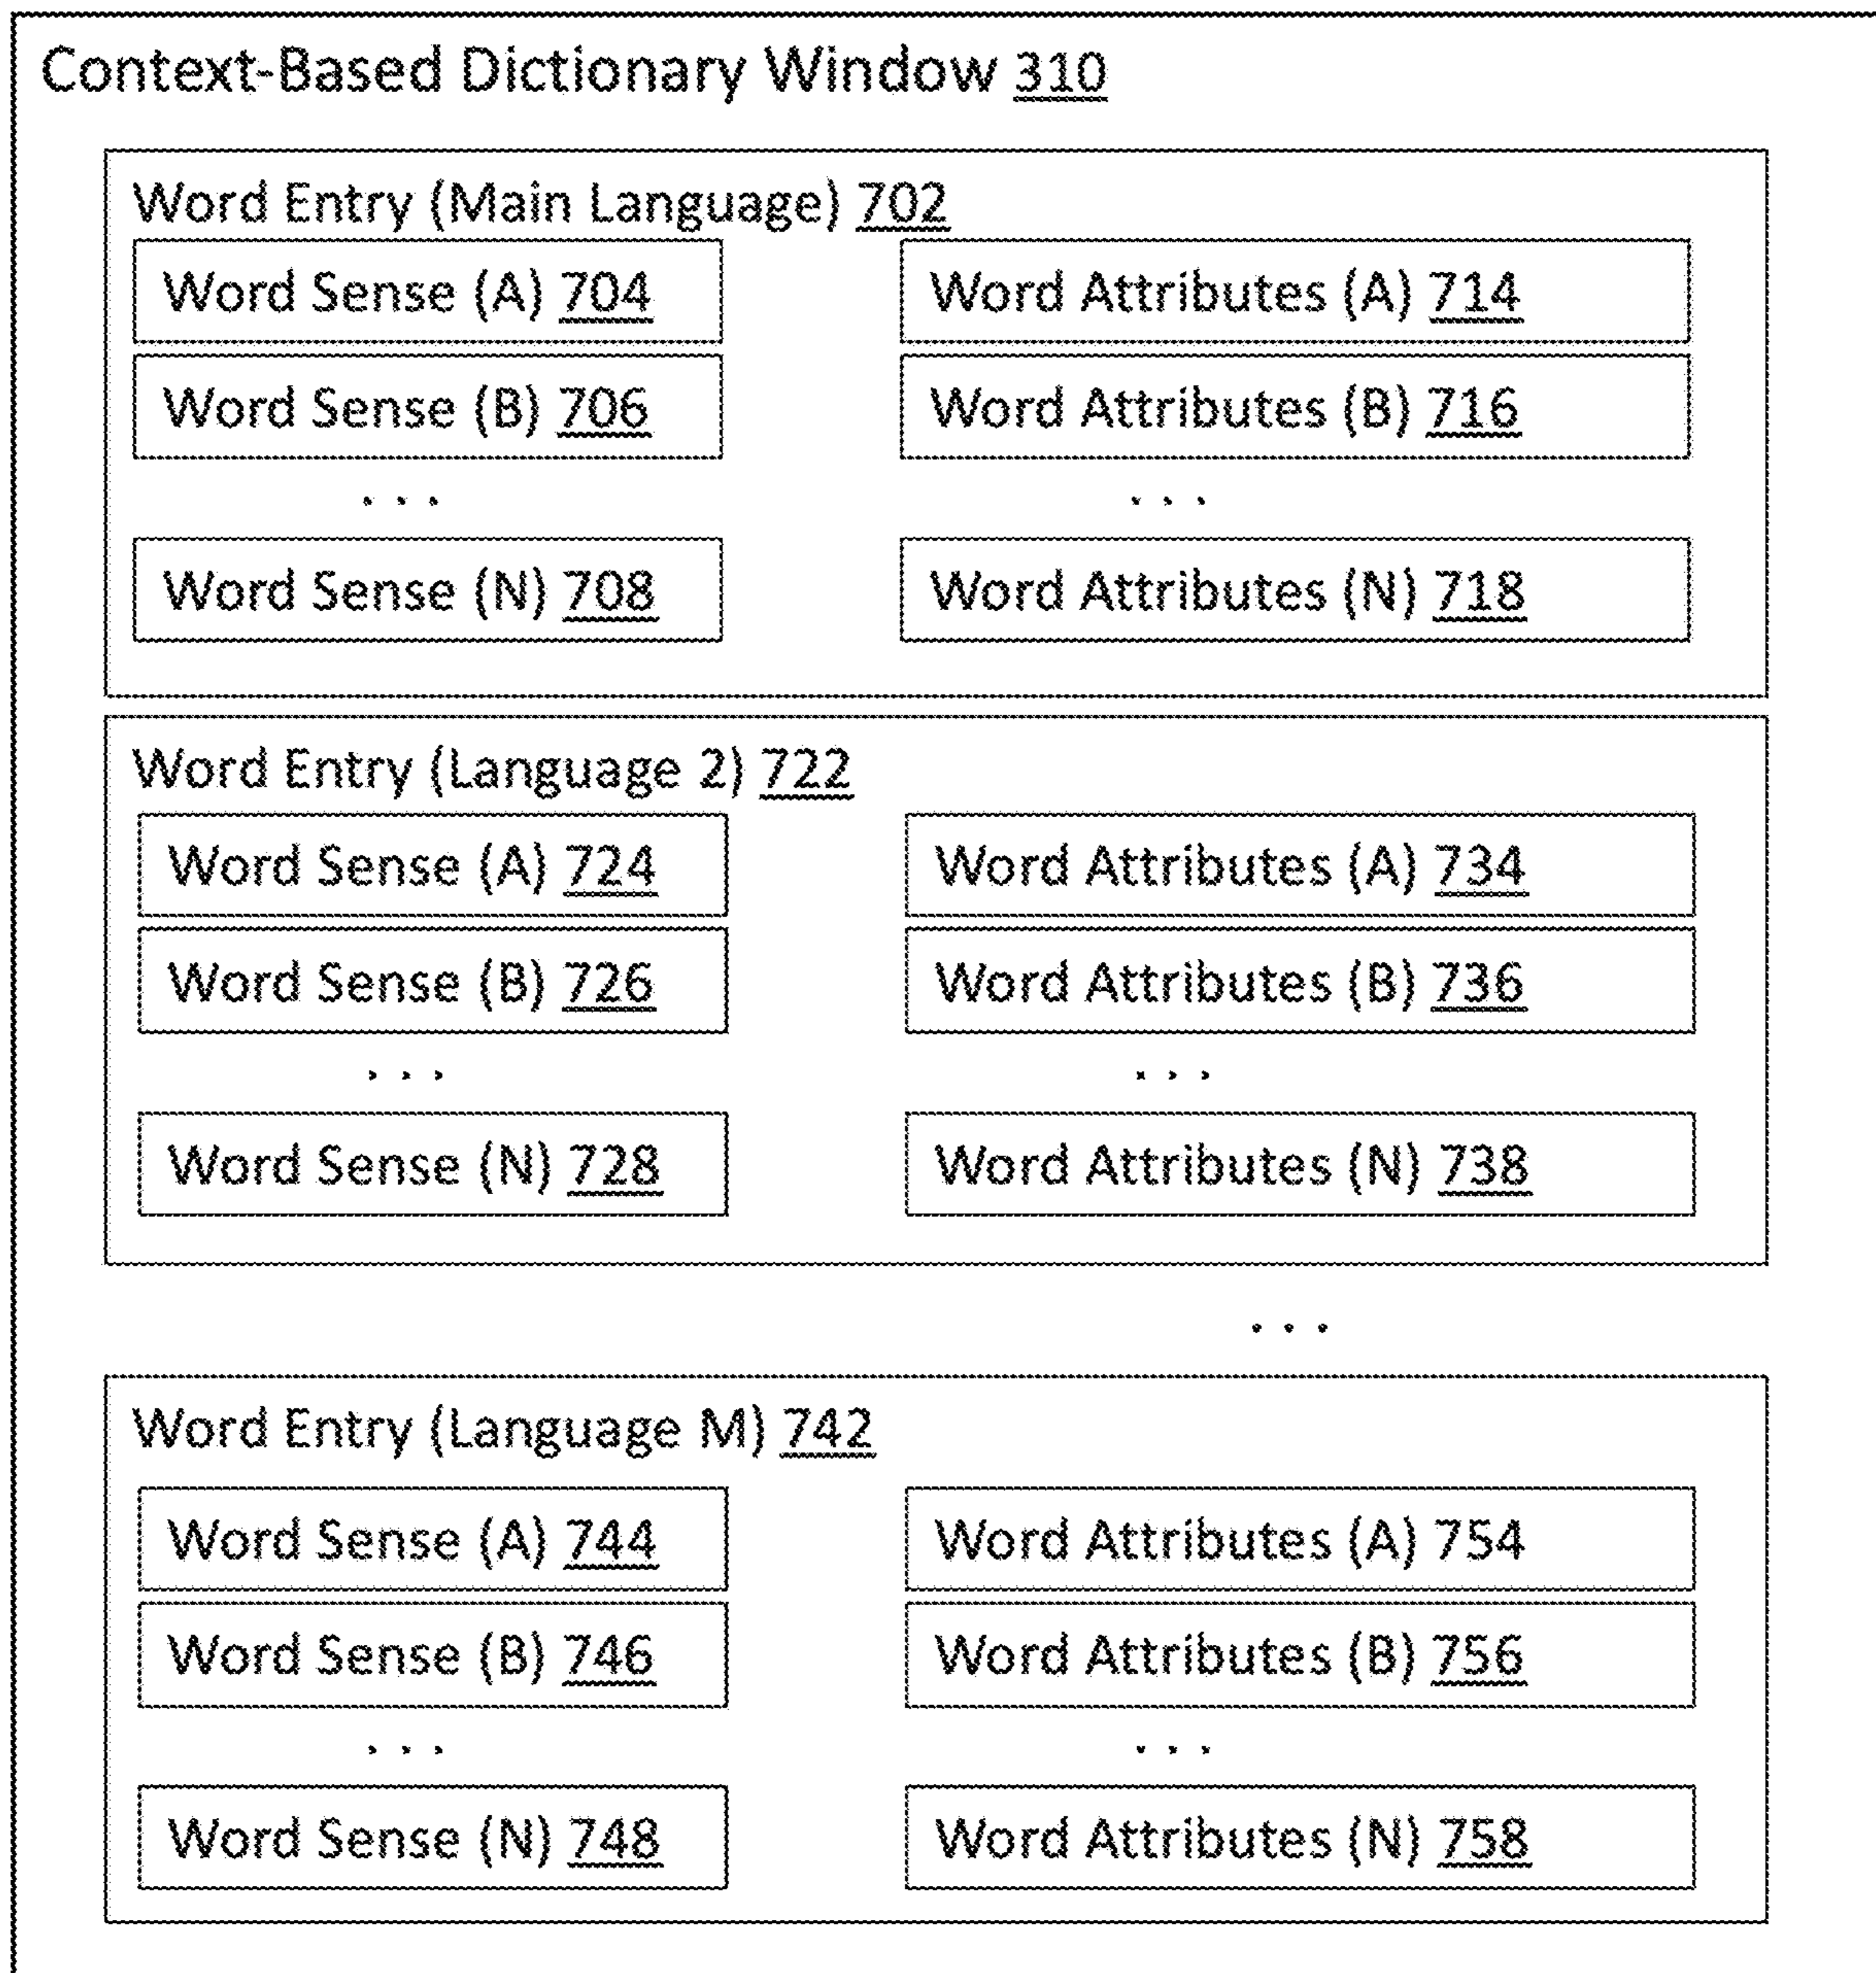 Context-Based Dictionary Window 310
Word Entry (Main Language) 702
Word Sense (A) 704 Word Attributes (A) 714
Word Sense (B) 706 Word Attributes (B) 716
. . . . . .
Word Sense (N) 708 Word Attributes (N) 718
Word Entry (Language 2) 722
Word Sense (A) 724 Word Attributes (A) 734
Word Sense (B) 726 Word Attributes (B) 736
. . . . . .
Word Sense (N) 728 Word Attributes (N) 738
. . .
Word Entry (Language M) 742
Word Sense (A) 744 Word Attributes (A) 754
Word Sense (B) 746 Word Attributes (B) 756
. . . . . .
Word Sense (N) 748 Word Attributes (N) 758